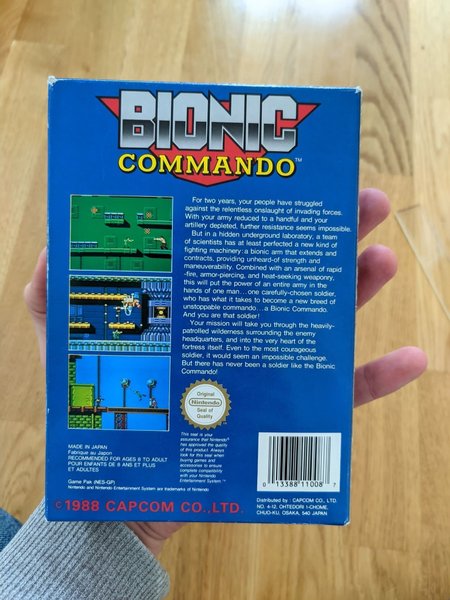 BIONIC
COMMANDO™
For two years, your people have struggled
against the relentless onslaught of invading forces.
With your army reduced to a handful and your
artillery depleted, further resistance seems impossible.
But in a hidden underground laboratory, a team
of scientists has at least perfected a new kind of
fighting machinery: a bionic arm that extends and
contracts, providing unheard-of strength and
maneuverability. Combined with an arsenal of rapid
-fire, armor-piercing, and heat-seeking weaponry,
this will put the power of an entire army in the
hands of one man...one carefully-chosen soldier,
who has what it takes to become a new breed of
unstoppable commando...a Bionic Commando.
And you are that soldier!
Your mission will take you through the heavily-
patrolled wilderness surrounding the enemy
headquarters, and into the very heart of the
fortress itself. Even to the most courageous
soldier, it would seem an impossible challenge.
But there has never been a soldier like the Bionic
Commando!
Original
Nintendo
Seal of
Quality
This seal is your
assurance that Nintendo®
has approved the quality
of this product. Always
look for this seal when
buying games and
accessories to ensure
complete compatibility
with your Nintendo
Entertainment System™
MADE IN JAPAN
Fabrique au Japon
RECOMMENDED FOR AGES 6 TO ADULT
POUR ENFANTS DE 6 ANS ET PLUS
ET ADULTES
Game Pak (NES-GP)
Nintendo and Nintendo Entertainment System are trademarks of Nintendo
0 13388 11008 7
©1988 CAPCOM CO.,LTD.
Distributed by : CAPCOM CO., LTD.
NO. 4-12, OHTEDORI 1-CHOME,
CHUO-KU, OSAKA, 540 JAPAN